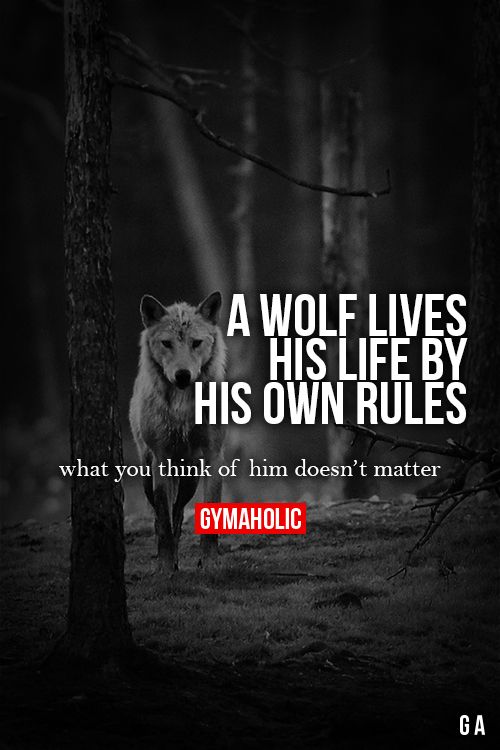 A WOLF LIVES
HIS LIFE BY
HIS OWN RULES
what you think of him doesn't matter
GYMAHOLIC
GA